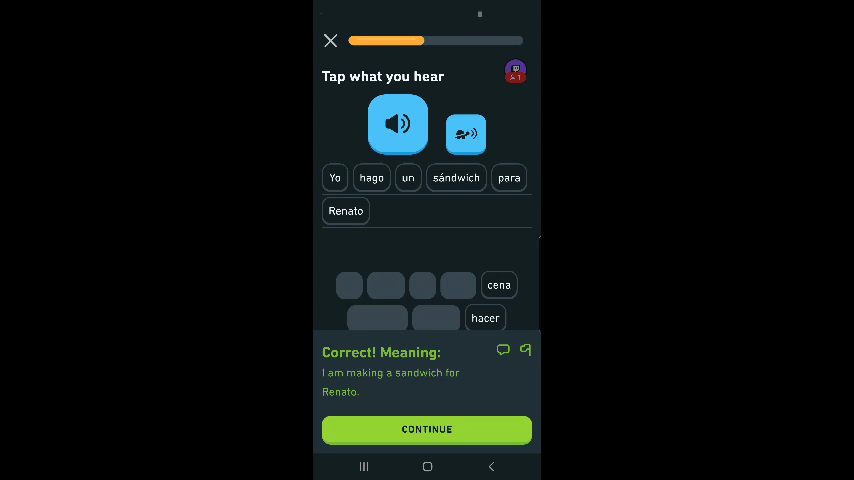 Tap what you hear
Yo hago un sándwich para
Renato
cena
hacer
Correct! Meaning:
I am making a sandwich for
Renato.
CONTINUE